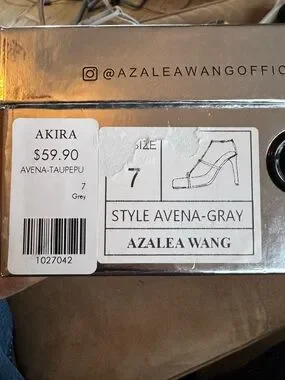 @AZALEAWANGOFFIC
AKIRA
$59.90
AVENA-TAUPEPU
7
Grey
1027042
SIZE
7
STYLE AVENA-GRAY
AZALEA WANG